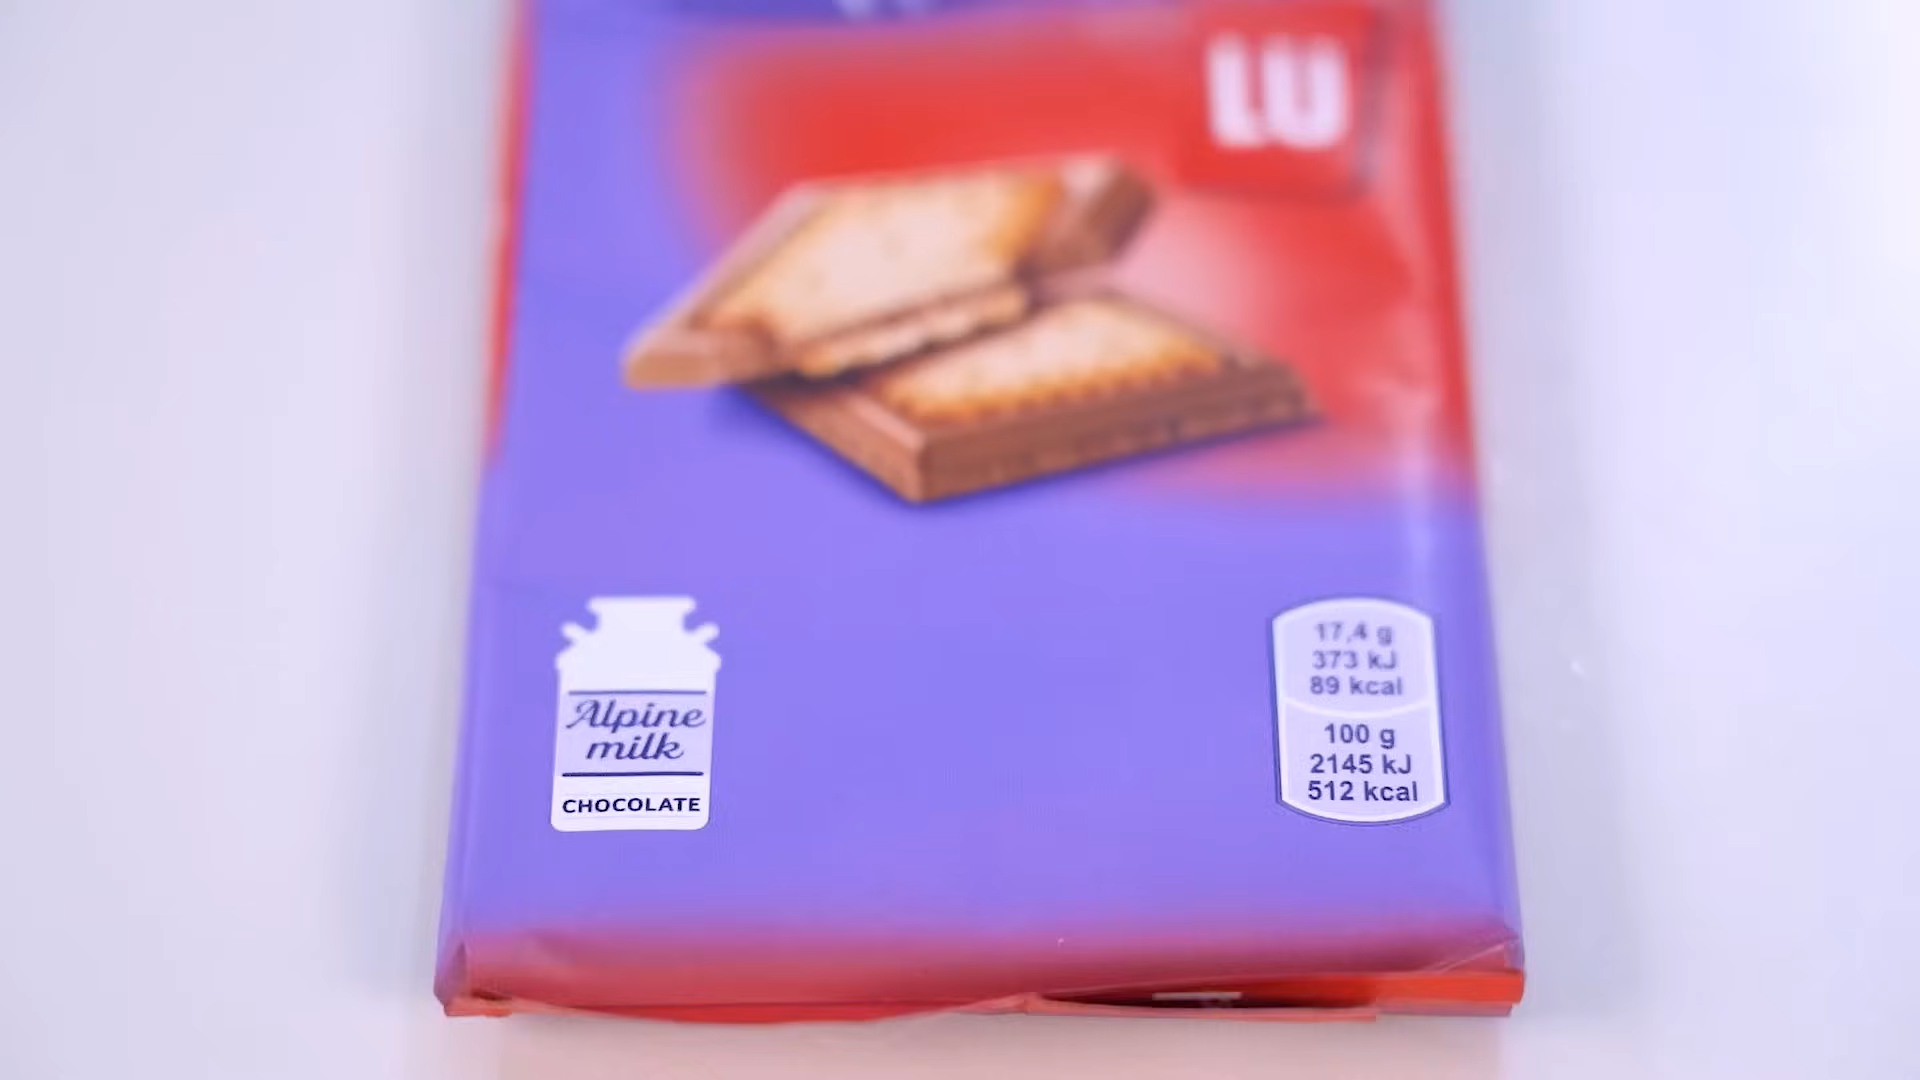 LU
Alpine
milk
CHOCOLATE
17,4 g
373 kJ
89 kcal
100 g
2145 kJ
512 kcal